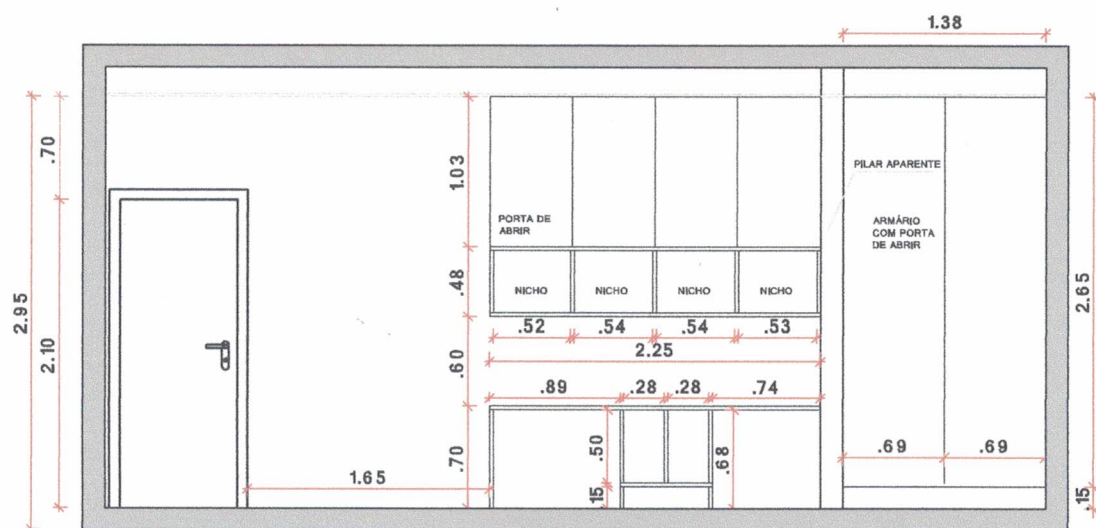 1.38
.70
1.03
PILAR APARENTE
PORTA DE
ABRIR
ARMÁRIO
COM PORTA
DE ABRIR
.48
NICHO
NICHO
NICHO
NICHO
2.95
2.65
.52
.54
.54
.53
2.10
.60
2.25
.89
.28
.28
.74
.70
.50
.68
.69
.69
1.65
.15
.15